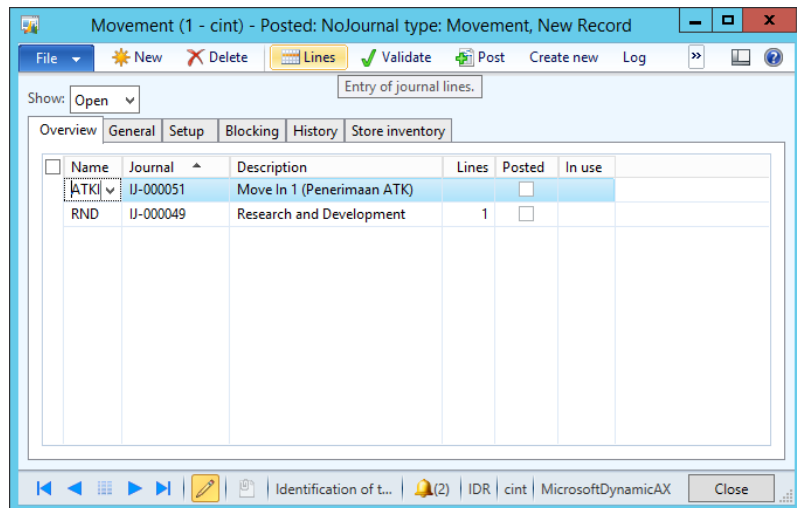 Movement (1 - cint) - Posted: NoJournal type: Movement, New Record
File New Delete Lines Validate Post Create new Log »
Entry of journal lines.
Show: Open
Overview General Setup Blocking History Store inventory
Name Journal Description Lines Posted In use
ATKI IJ-000051 Move In 1 (Penerimaan ATK)
RND IJ-000049 Research and Development 1
Identification of t... (2) IDR cint MicrosoftDynamicAX Close